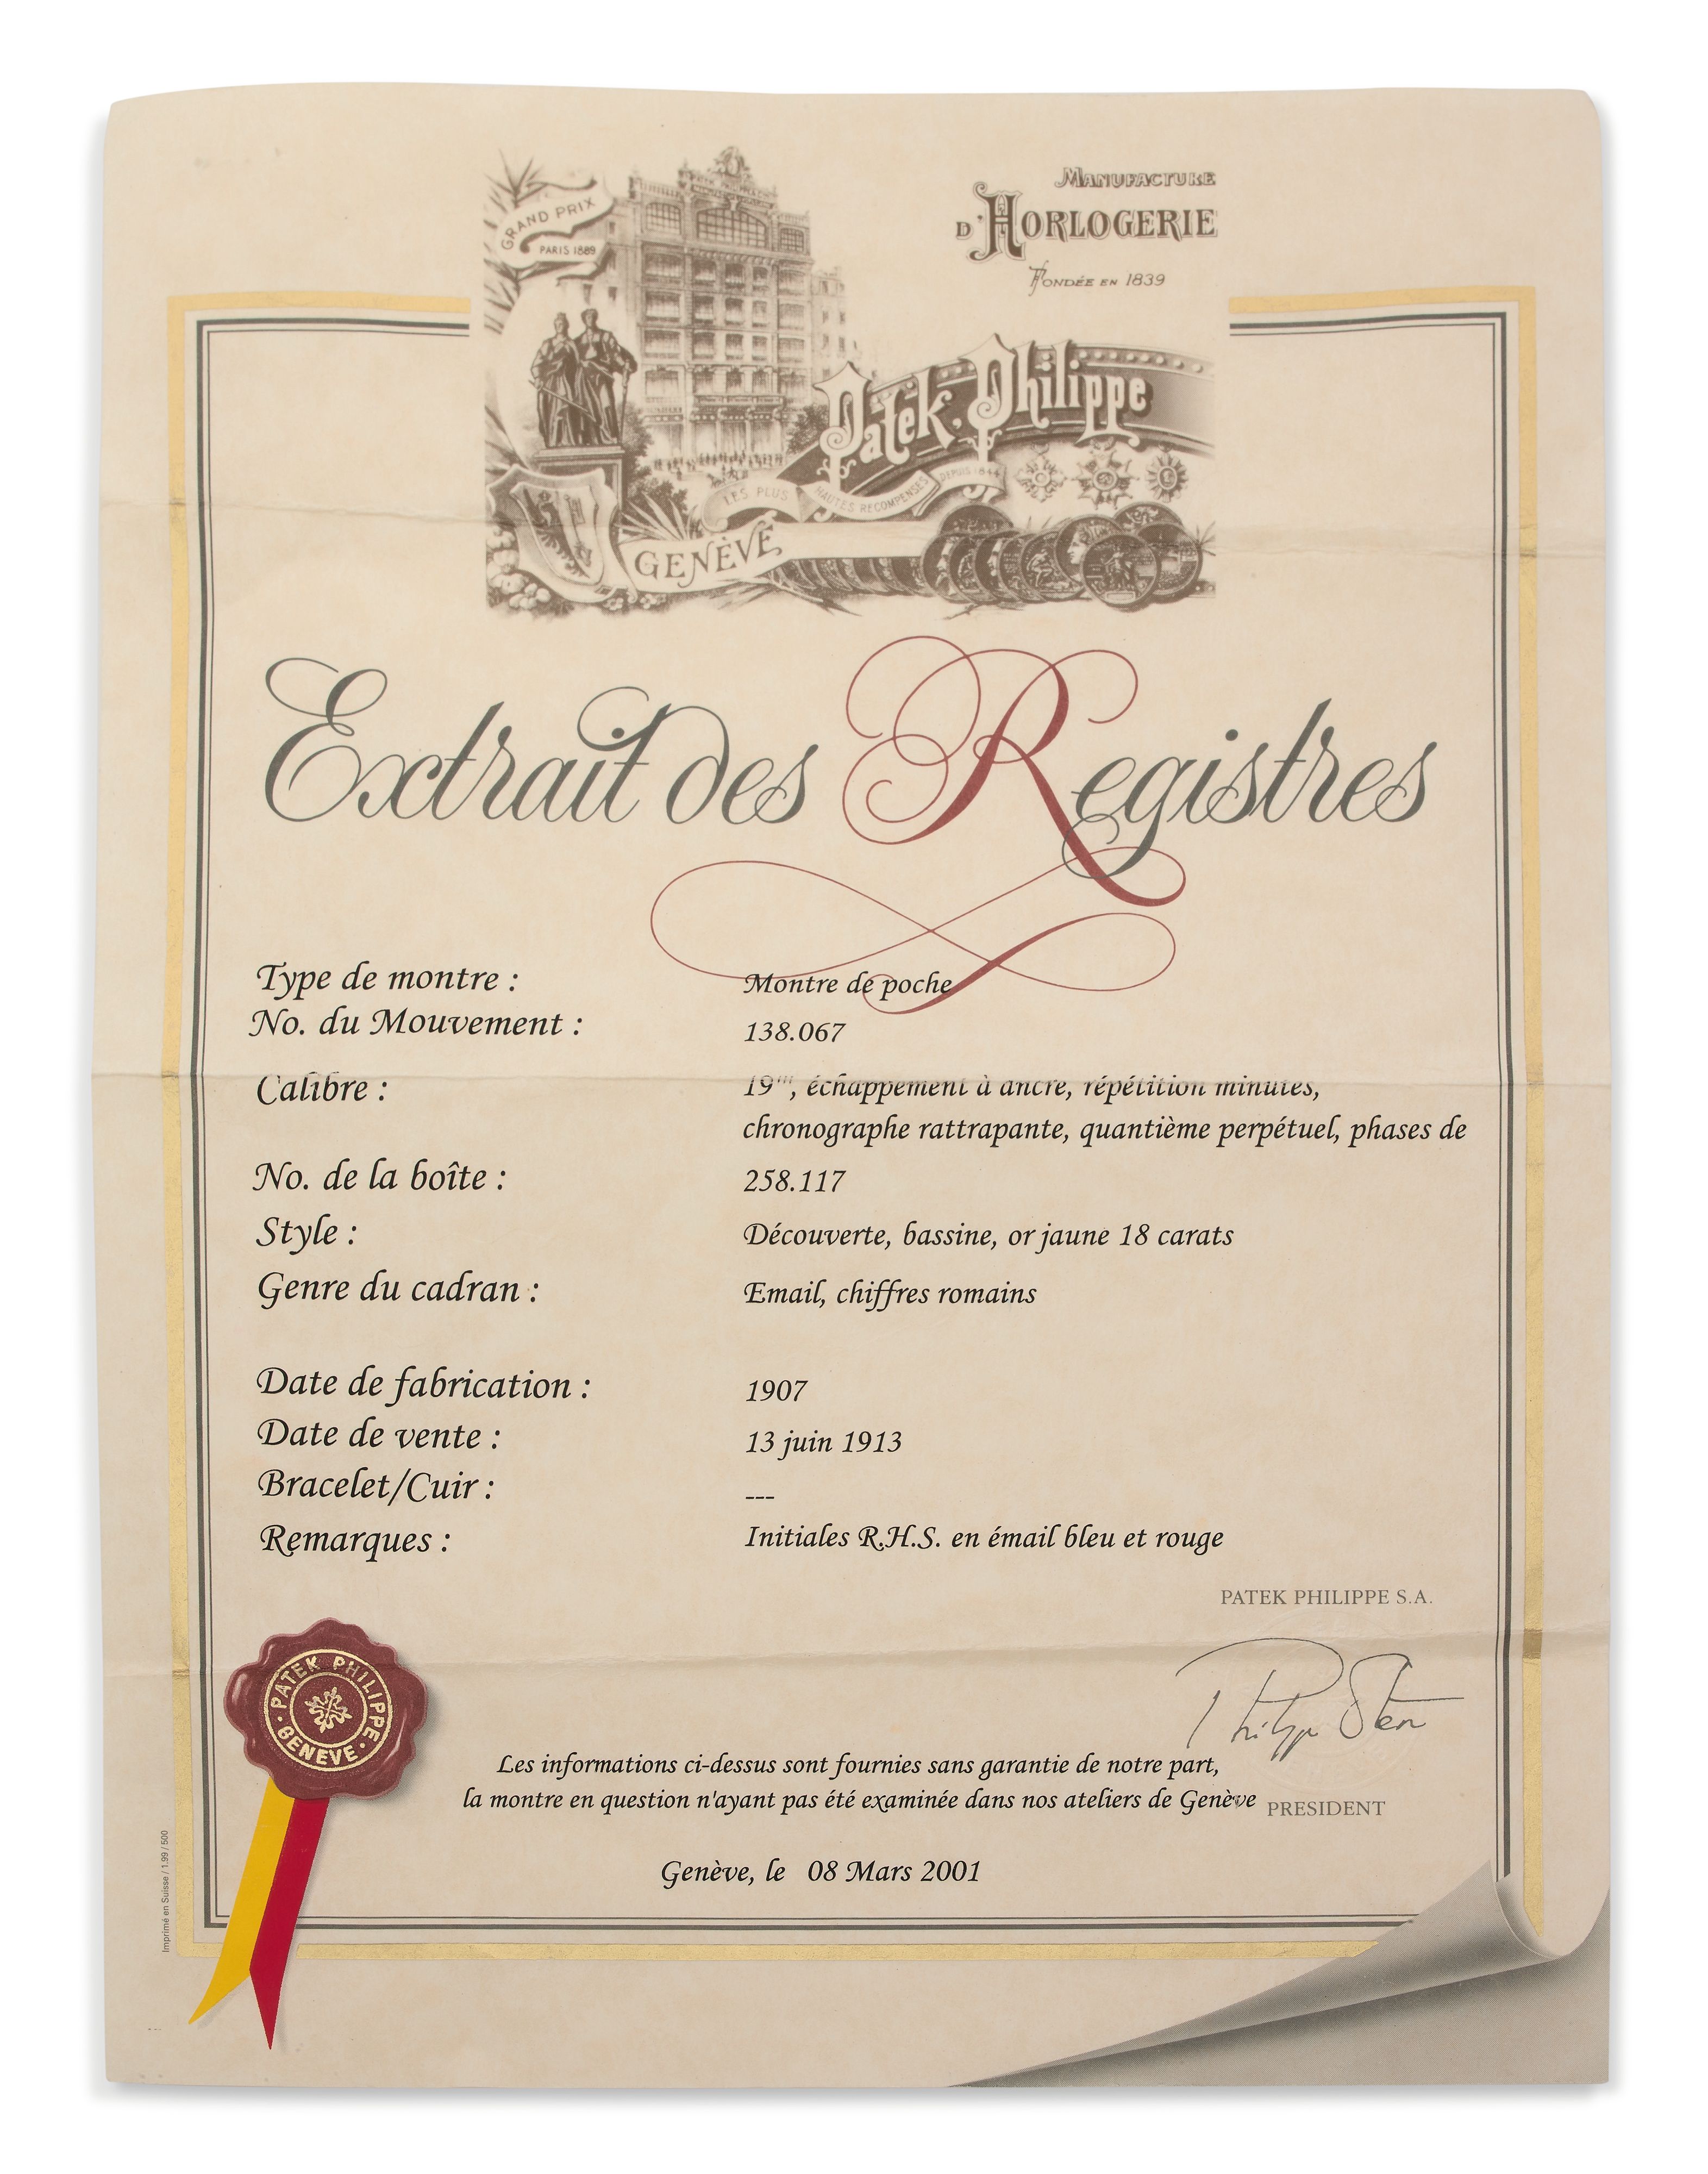 GRAND PRIX
PARIS 1889
MANUFACTURE
D'HORLOGERIE
FONDÉE EN 1839
Patek. Philippe
LES PLUS HAUTES RECOMPENSES DEPUIS 1844
GENÈVE
Extrait des Registres
Type de montre : Montre de poche
No. du Mouvement : 138.067
Calibre : 19''', échappement à ancre, répétition minutes,
chronographe rattrapante, quantième perpétuel, phases de
No. de la boîte : 258.117
Style : Découverte, bassine, or jaune 18 carats
Genre du cadran : Email, chiffres romains
Date de fabrication : 1907
Date de vente : 13 juin 1913
Bracelet/Cuir : ---
Remarques : Initiales R.H.S. en émail bleu et rouge
PATEK PHILIPPE S.A.
Philippe Stern
PATEK PHILIPPE
· GENEVE ·
Les informations ci-dessus sont fournies sans garantie de notre part,
la montre en question n'ayant pas été examinée dans nos ateliers de Genève
PRESIDENT
Genève, le 08 Mars 2001
Imprimé en Suisse / 1.99 / 500